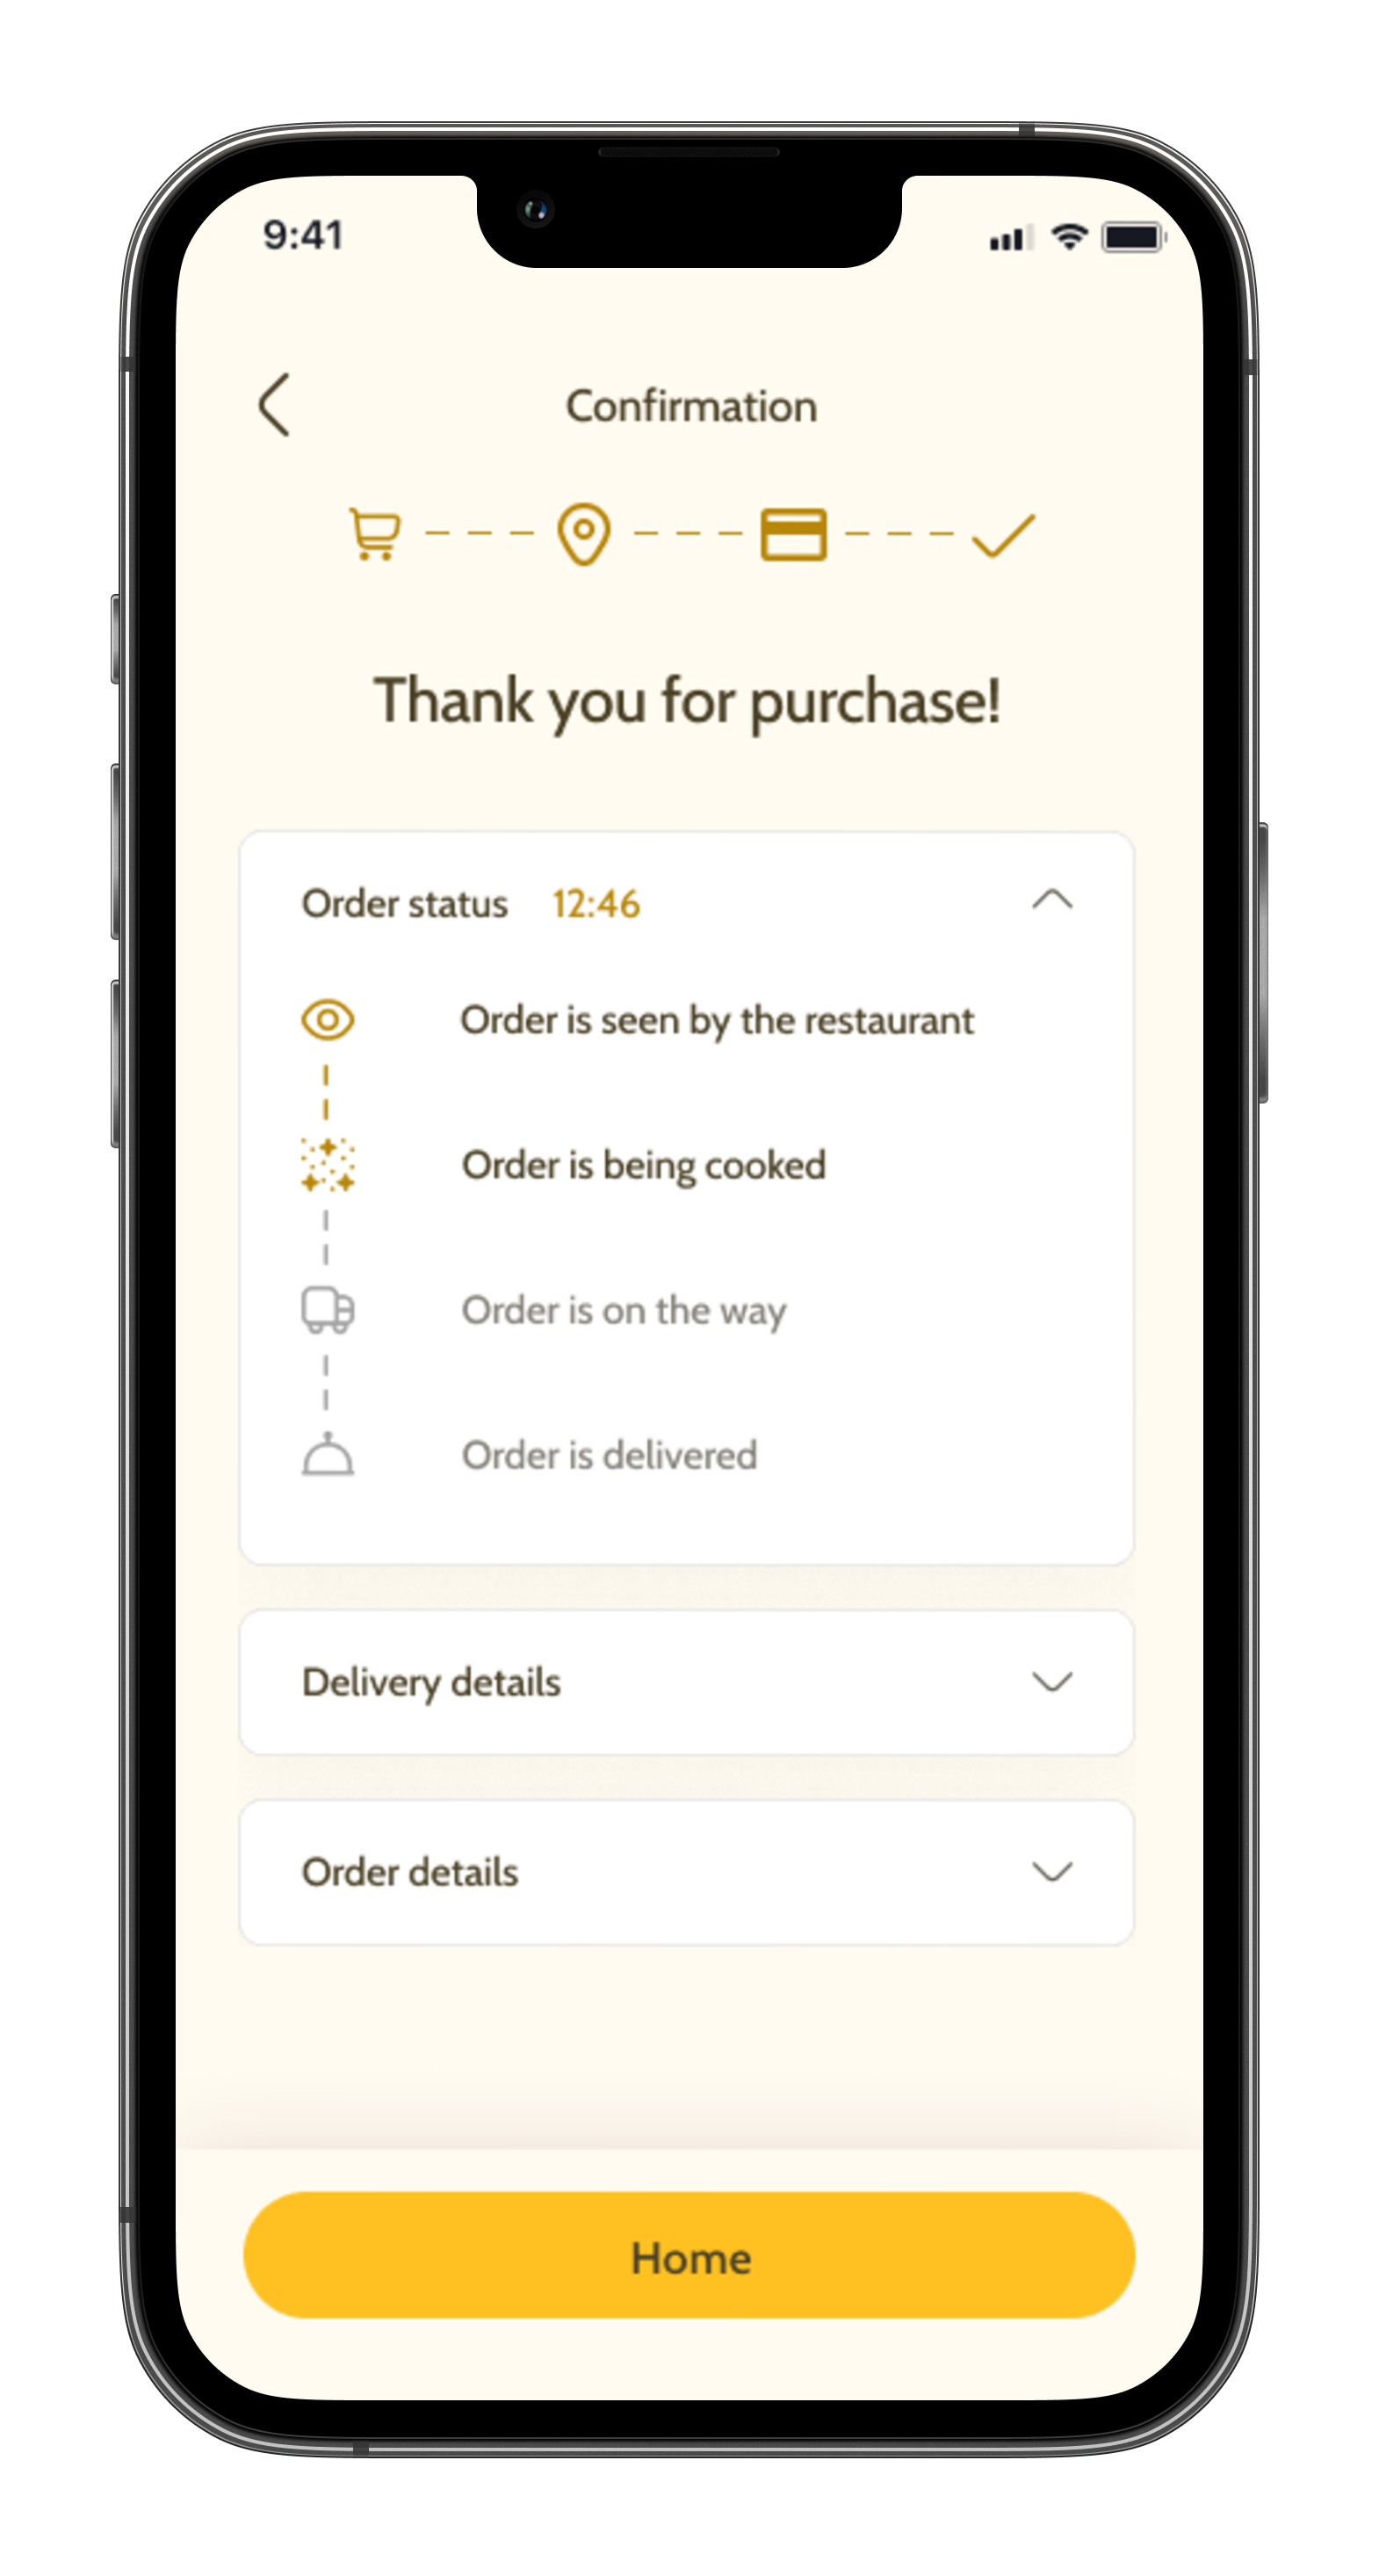 9:41
Confirmation
Thank you for purchase!
Order status 12:46
Order is seen by the restaurant
Order is being cooked
Order is on the way
Order is delivered
Delivery details
Order details
Home